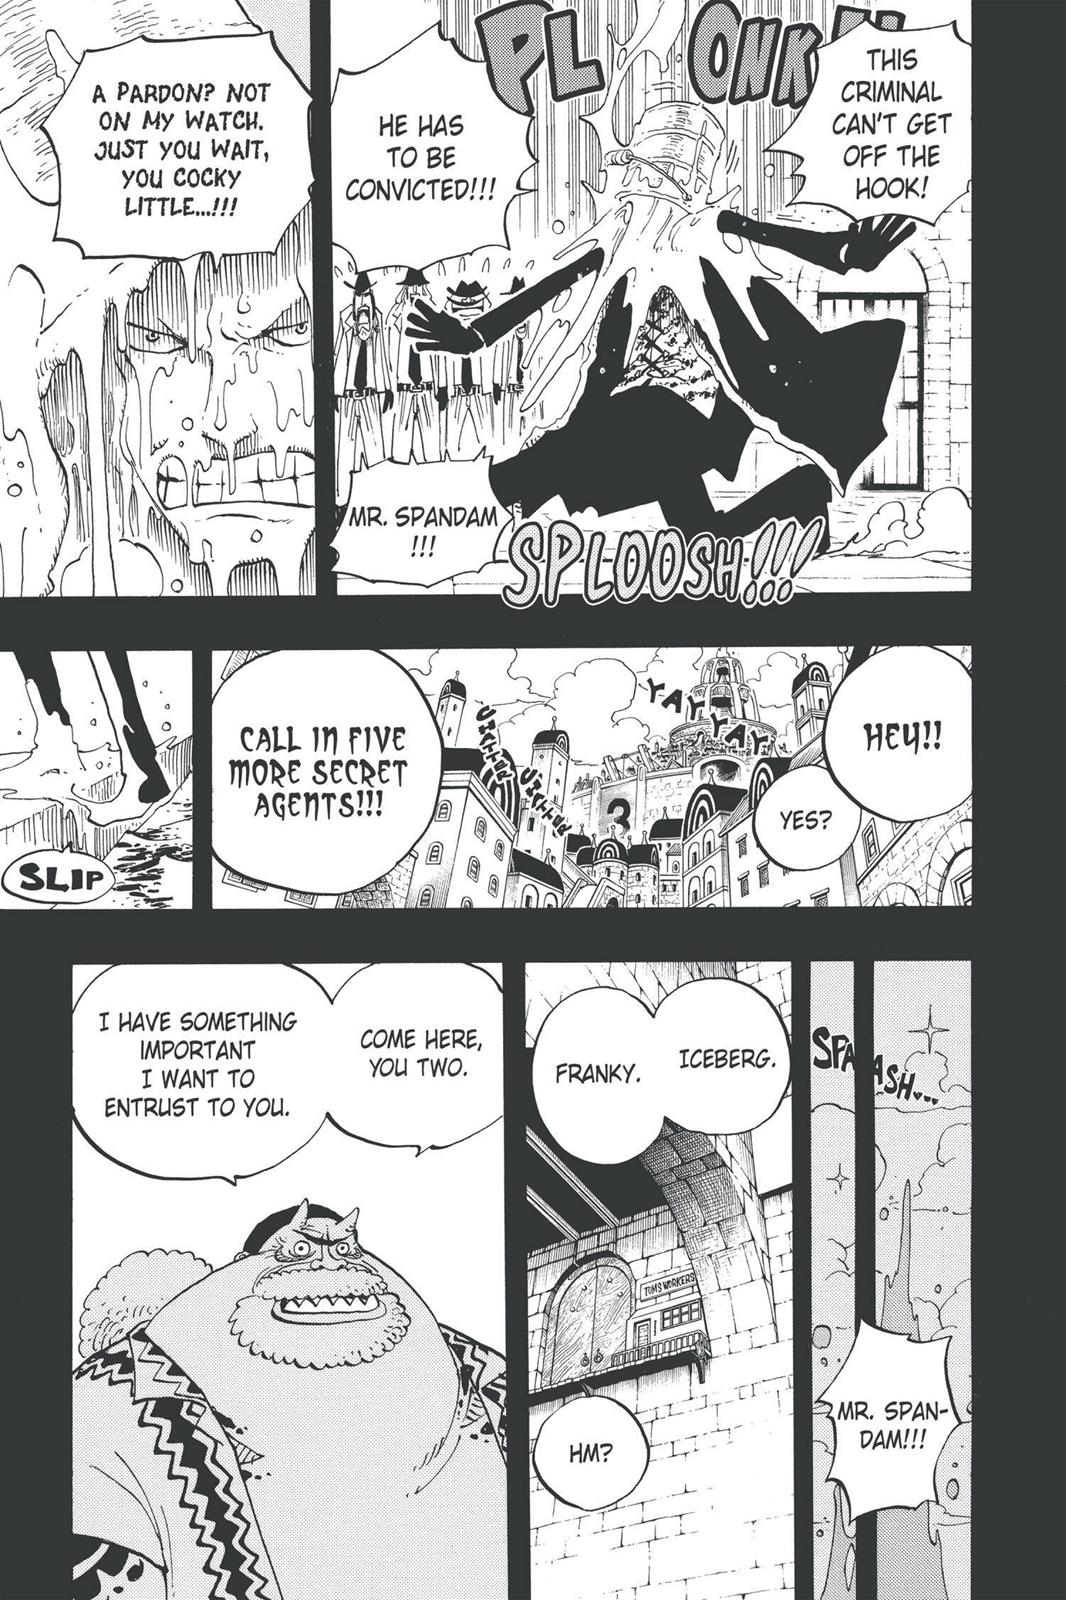 THIS
CRIMINAL
CAN'T GET
OFF THE
HOOK!
PLONK
HE HAS
TO BE
CONVICTED!!!
MR. SPANDAM
!!!
SPLOOSH!!!
A PARDON? NOT
ON MY WATCH.
JUST YOU WAIT,
YOU COCKY
LITTLE...!!!
HEY!!
YES?
YAY
YAY
3
CALL IN FIVE
MORE SECRET
AGENTS!!!
SLIP
SPAAASH...
MR. SPAN-
DAM!!!
ICEBERG.
FRANKY.
TOM'S WORKERS
HM?
COME HERE,
YOU TWO.
I HAVE SOMETHING
IMPORTANT
I WANT TO
ENTRUST TO YOU.